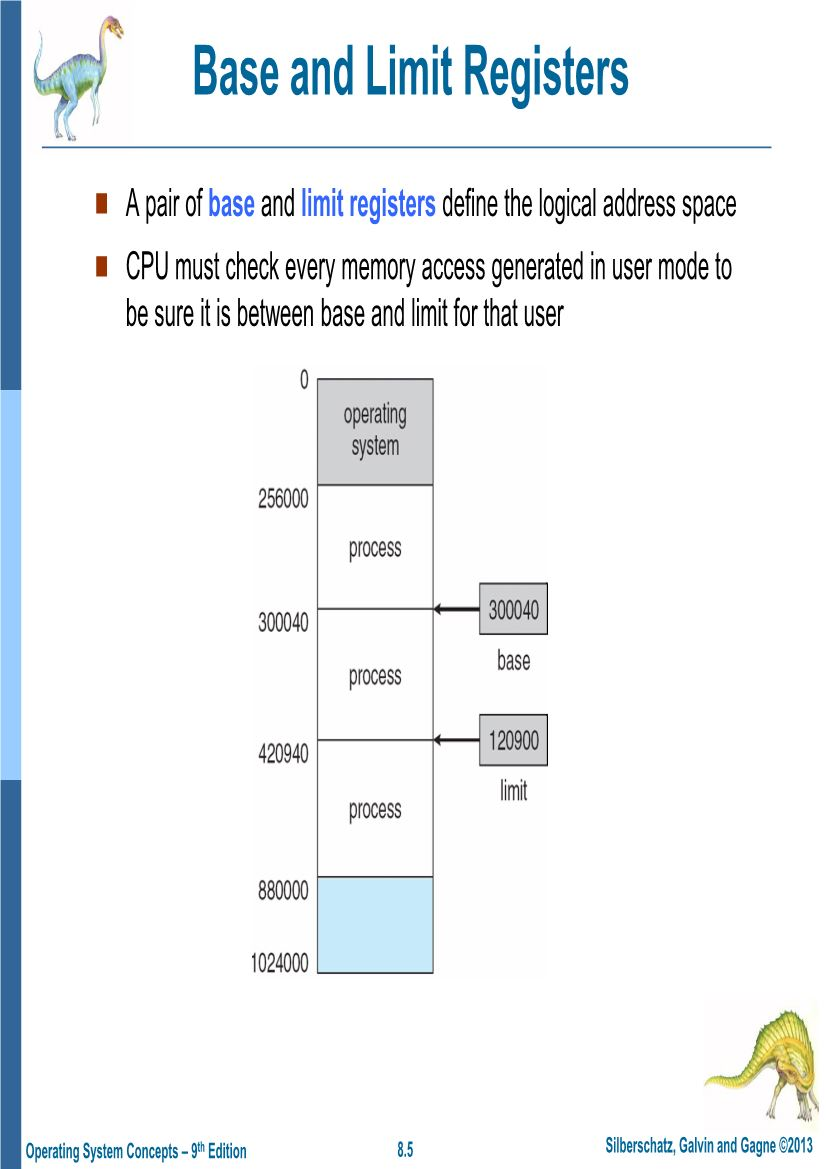 Base and Limit Registers
A pair of base and limit registers define the logical address space
CPU must check every memory access generated in user mode to
be sure it is between base and limit for that user
0
operating
system
256000
process
300040
300040
base
process
420940
120900
limit
process
880000
1024000
Operating System Concepts – 9th Edition
8.5
Silberschatz, Galvin and Gagne ©2013